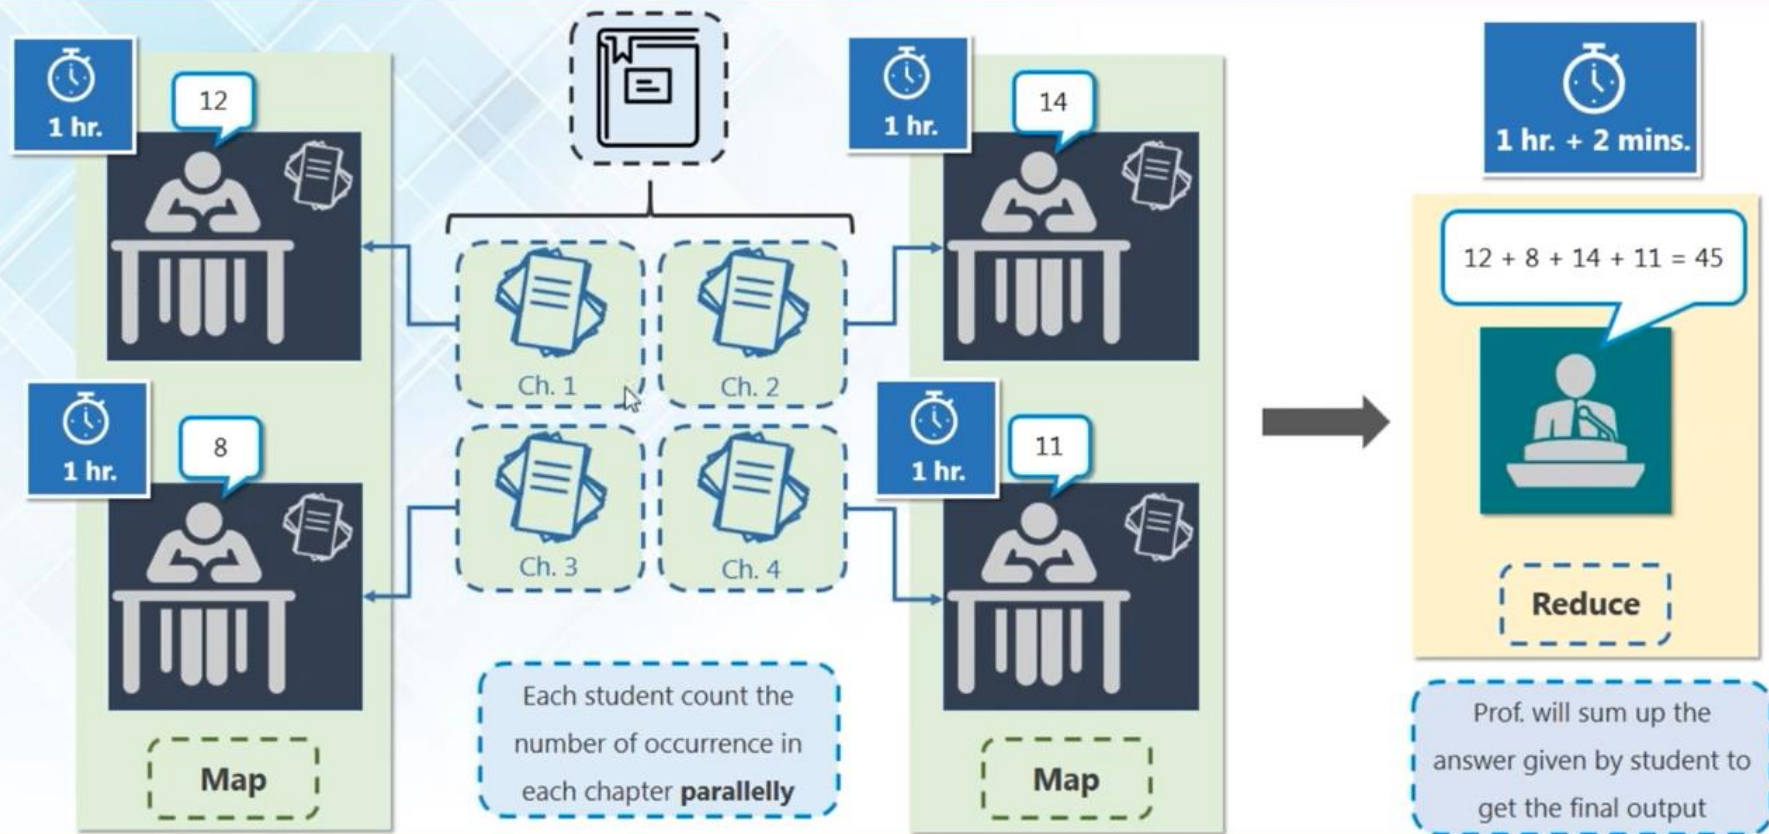 1 hr.
12
1 hr.
8
Map
Ch. 1
Ch. 2
Ch. 3
Ch. 4
Each student count the
number of occurrence in
each chapter parallelly
1 hr.
14
1 hr.
11
Map
1 hr. + 2 mins.
12 + 8 + 14 + 11 = 45
Reduce
Prof. will sum up the
answer given by student to
get the final output